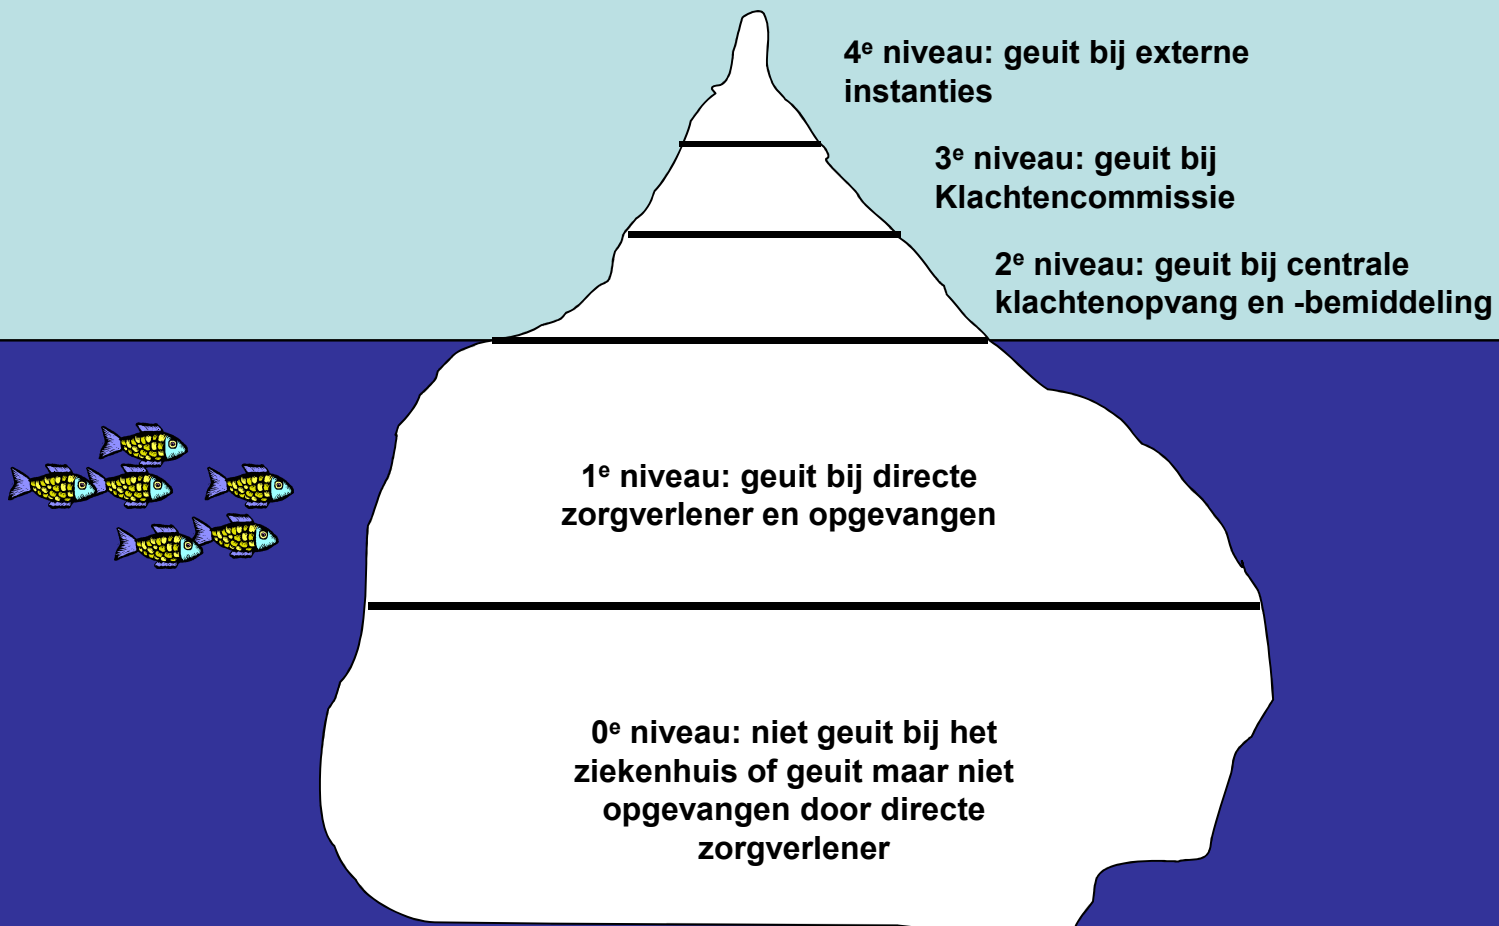 4e niveau: geuit bij externe
instanties
3e niveau: geuit bij
Klachtencommissie
2e niveau: geuit bij centrale
klachtenopvang en -bemiddeling
1e niveau: geuit bij directe
zorgverlener en opgevangen
0e niveau: niet geuit bij het
ziekenhuis of geuit maar niet
opgevangen door directe
zorgverlener